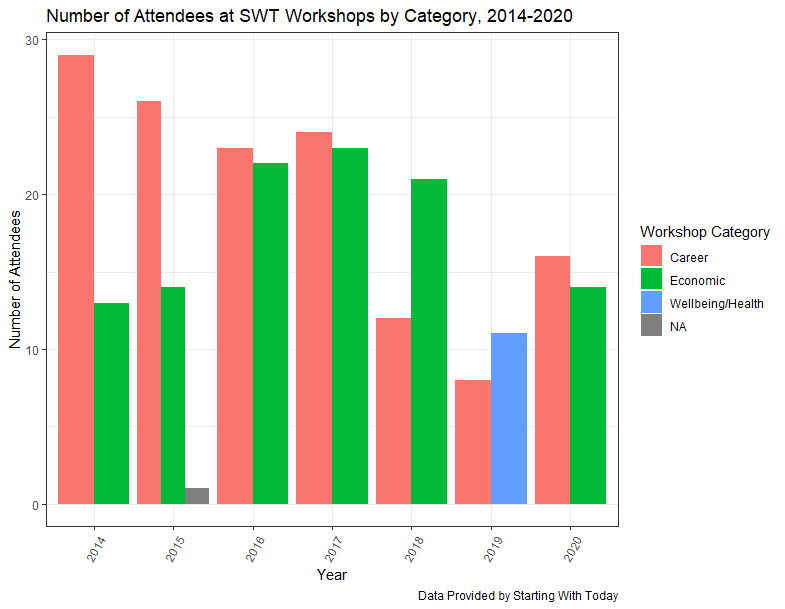 Number of Attendees at SWT Workshops by Category, 2014-2020
Number of Attendees
30
20
10
0
2014
2015
2016
2017
2018
2019
2020
Year
Workshop Category
Career
Economic
Wellbeing/Health
NA
Data Provided by Starting With Today